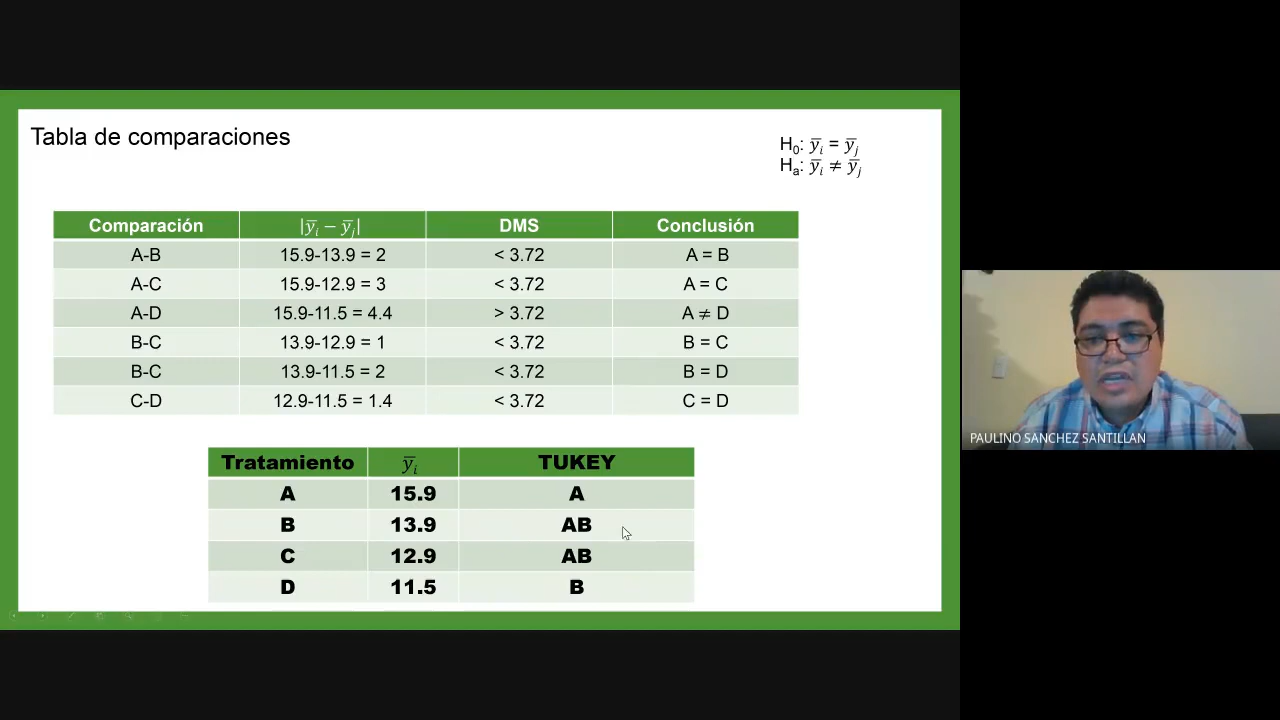 Tabla de comparaciones
H₀: ȳᵢ = ȳⱼ
Hₐ: ȳᵢ ≠ ȳⱼ
Comparación |ȳᵢ − ȳⱼ| DMS Conclusión
A-B 15.9-13.9 = 2 < 3.72 A = B
A-C 15.9-12.9 = 3 < 3.72 A = C
A-D 15.9-11.5 = 4.4 > 3.72 A ≠ D
B-C 13.9-12.9 = 1 < 3.72 B = C
B-C 13.9-11.5 = 2 < 3.72 B = D
C-D 12.9-11.5 = 1.4 < 3.72 C = D
Tratamiento ȳᵢ TUKEY
A 15.9 A
B 13.9 AB
C 12.9 AB
D 11.5 B
PAULINO SANCHEZ SANTILLAN